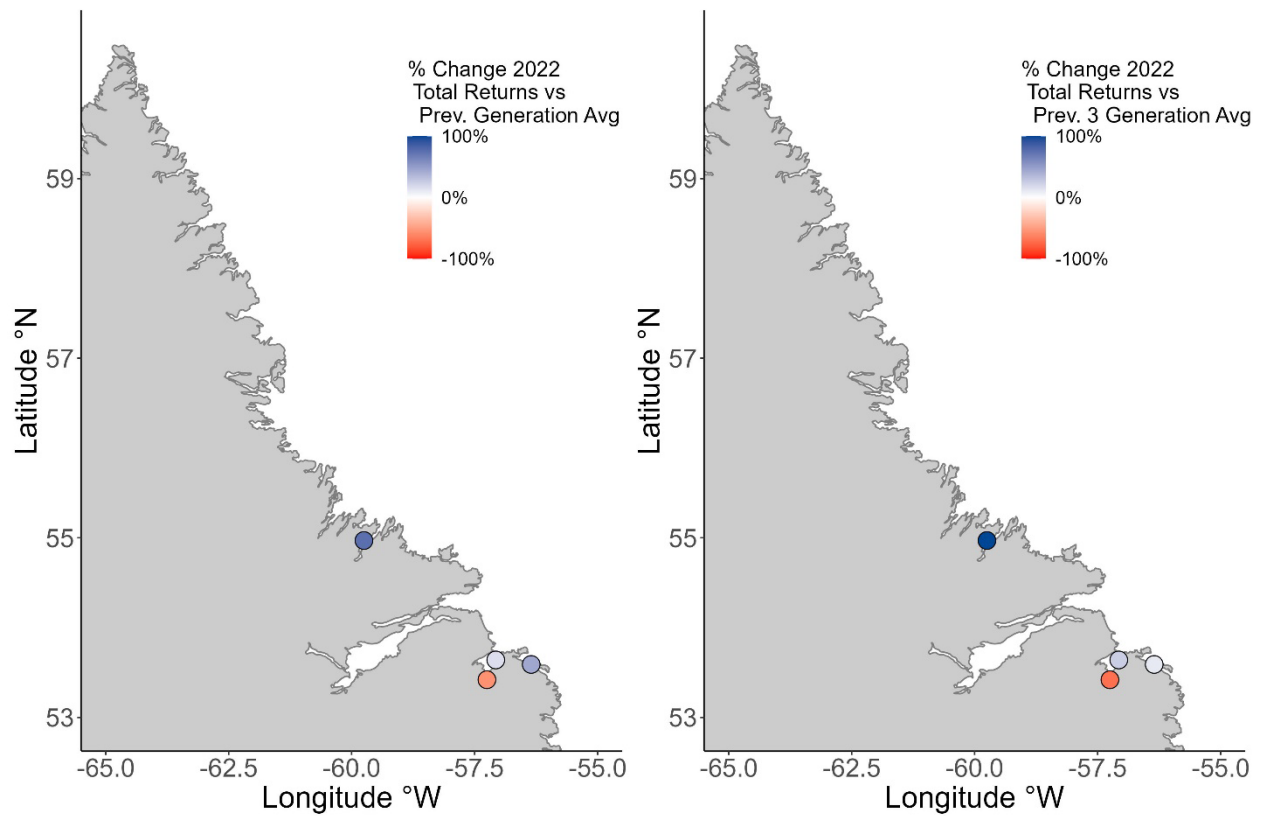 % Change 2022
Total Returns vs
Prev. Generation Avg
100%
0%
-100%
59
57
55
53
Latitude °N
-65.0 -62.5 -60.0 -57.5 -55.0
Longitude °W
% Change 2022
Total Returns vs
Prev. 3 Generation Avg
100%
0%
-100%
59
57
55
53
Latitude °N
-65.0 -62.5 -60.0 -57.5 -55.0
Longitude °W